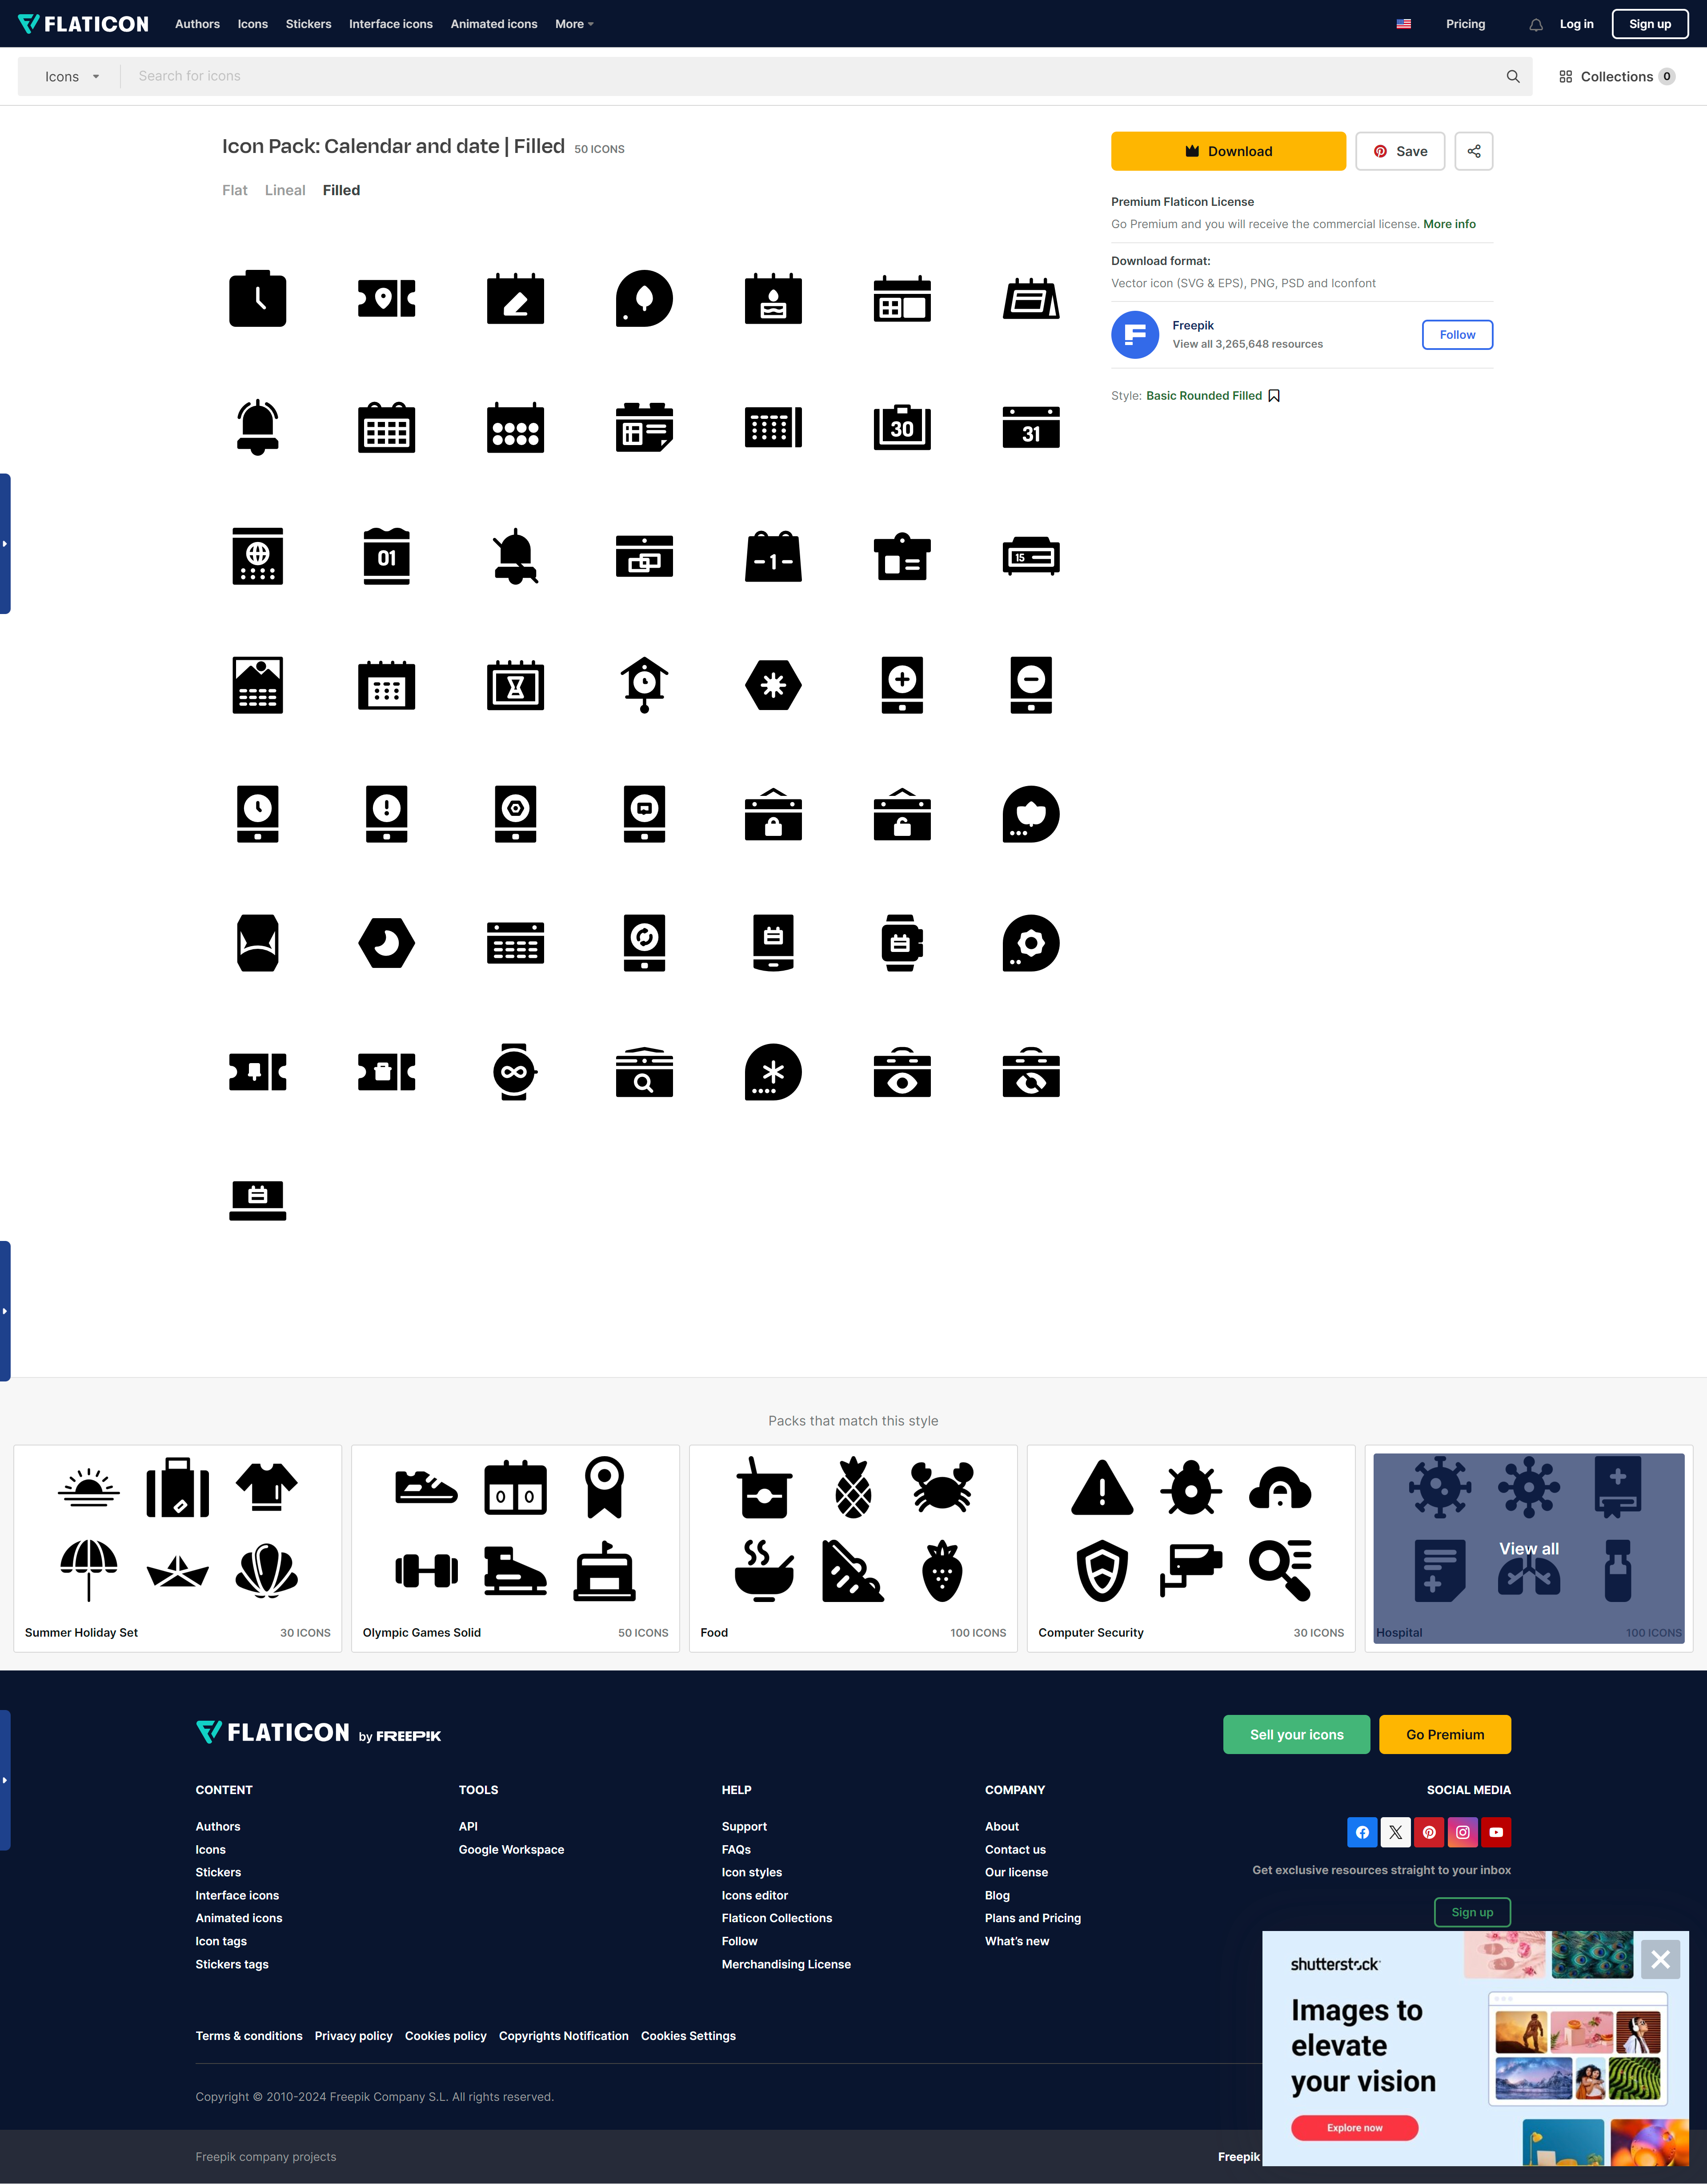 FLATICON
Authors
Icons
Stickers
Interface icons
Animated icons
More
Pricing
Log in
Sign up
Icons
Search for icons
Collections 0
Icon Pack: Calendar and date | Filled 50 ICONS
Flat
Lineal
Filled
Download
Save
Premium Flaticon License
Go Premium and you will receive the commercial license. More info
Download format:
Vector icon (SVG & EPS), PNG, PSD and Iconfont
Freepik
View all 3,265,648 resources
Follow
Style: Basic Rounded Filled
30
31
01
-1-
15
Packs that match this style
0 0
Summer Holiday Set
30 ICONS
Olympic Games Solid
50 ICONS
Food
100 ICONS
Computer Security
30 ICONS
View all
Hospital
100 ICONS
FLATICON by FREEPIK
Sell your icons
Go Premium
CONTENT
Authors
Icons
Stickers
Interface icons
Animated icons
Icon tags
Stickers tags
TOOLS
API
Google Workspace
HELP
Support
FAQs
Icon styles
Icons editor
Flaticon Collections
Follow
Merchandising License
COMPANY
About
Contact us
Our license
Blog
Plans and Pricing
What's new
SOCIAL MEDIA
Get exclusive resources straight to your inbox
Sign up
shutterstock
Images to
elevate
your vision
Explore now
Terms & conditions
Privacy policy
Cookies policy
Copyrights Notification
Cookies Settings
Copyright © 2010-2024 Freepik Company S.L. All rights reserved.
Freepik company projects
Freepik